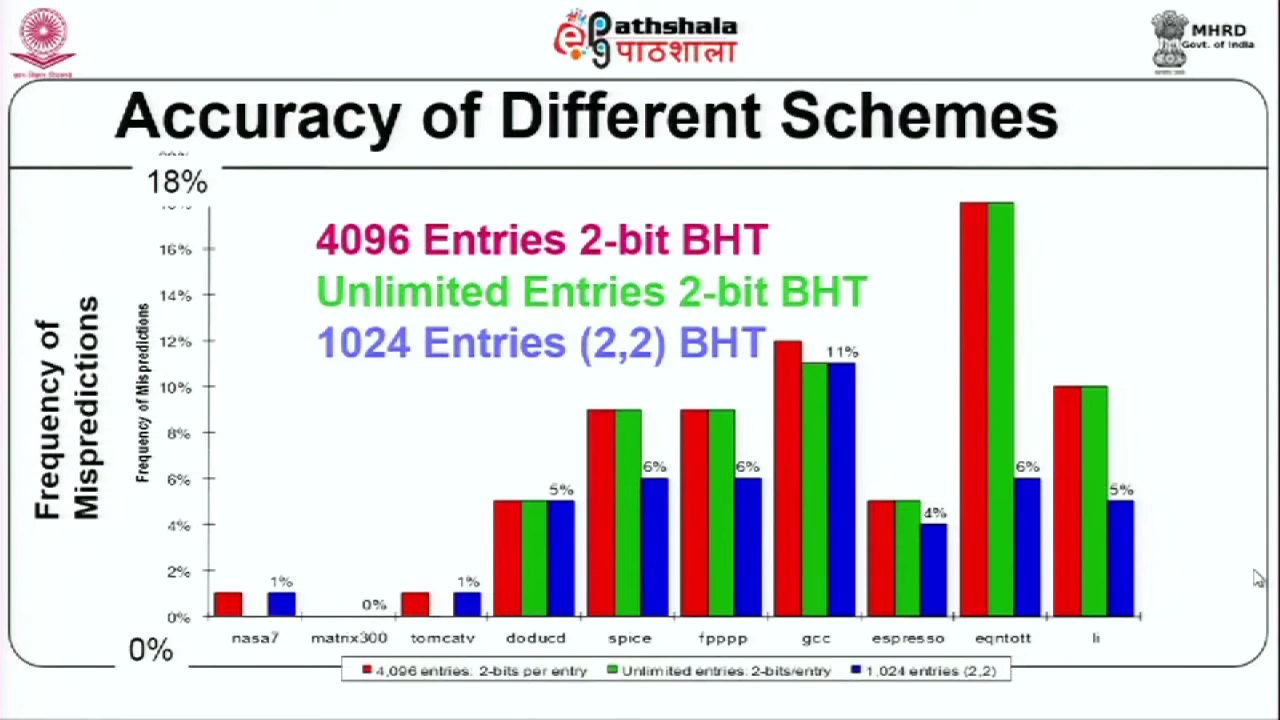 ePathshala
पाठशाला
MHRD
Govt. of India
Accuracy of Different Schemes
18%
16%
14%
12%
10%
8%
6%
4%
2%
0%
0%
Frequency of
Mispredictions
Frequency of Mispredictions
4096 Entries 2-bit BHT
Unlimited Entries 2-bit BHT
1024 Entries (2,2) BHT
1%
0%
1%
5%
6%
6%
11%
4%
6%
5%
nasa7 matrix300 tomcatv doducd spice fpppp gcc espresso eqntott li
4,096 entries: 2-bits per entry Unlimited entries: 2-bits/entry 1,024 entries (2,2)